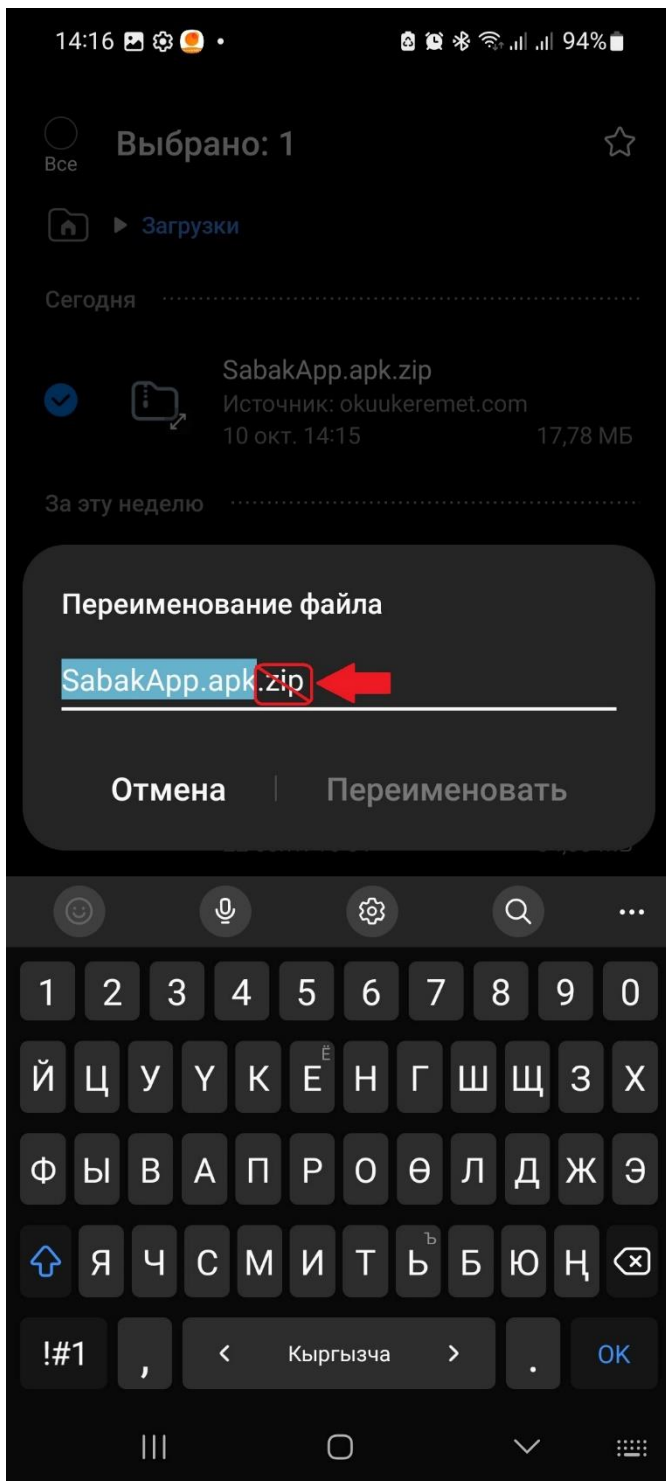 14:16 94%
Выбрано: 1
Все
Загрузки
Сегодня
SabakApp.apk.zip
Источник: okuukeremet.com
10 окт. 14:15 17,78 МБ
За эту неделю
Переименование файла
SabakApp.apk.zip
Отмена Переименовать
1 2 3 4 5 6 7 8 9 0
Й Ц У Ү К Е Ё Н Г Ш Щ З Х
Ф Ы В А П Р О Ө Л Д Ж Э
Я Ч С М И Т Ь Ъ Б Ю Ң
!#1 , < Кыргызча > . OK